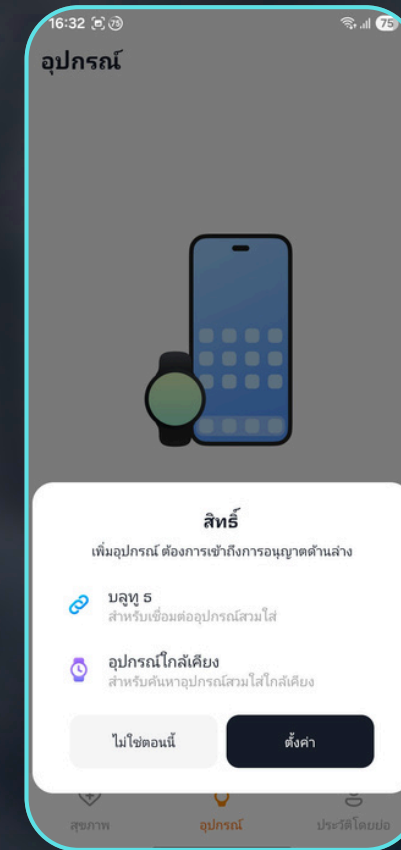 16:32
75
อุปกรณ์
สิทธิ์
เพิ่มอุปกรณ์ ต้องการเข้าถึงการอนุญาตด้านล่าง
บลูทู ธ
สำหรับเชื่อมต่ออุปกรณ์สวมใส่
อุปกรณ์ใกล้เคียง
สำหรับค้นหาอุปกรณ์สวมใส่ใกล้เคียง
ไม่ใช่ตอนนี้
ตั้งค่า
สุขภาพ
อุปกรณ์
ประวัติโดยย่อ